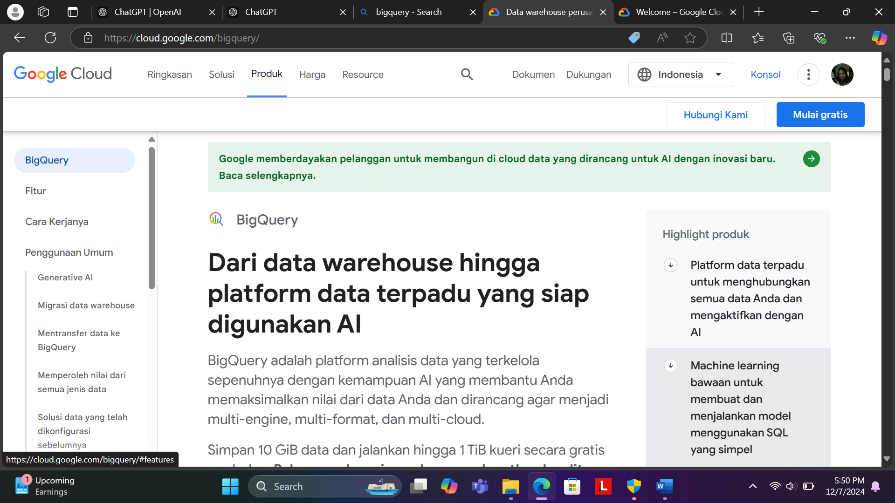 ChatGPT | OpenAI
ChatGPT
bigquery - Search
Data warehouse perusa
Welcome – Google Clou
https://cloud.google.com/bigquery/
Google Cloud
Ringkasan
Solusi
Produk
Harga
Resource
Dokumen
Dukungan
Indonesia
Konsol
Hubungi Kami
Mulai gratis
BigQuery
Fitur
Cara Kerjanya
Penggunaan Umum
Generative AI
Migrasi data warehouse
Mentransfer data ke
BigQuery
Memperoleh nilai dari
semua jenis data
Solusi data yang telah
dikonfigurasi
sebelumnya
Google memberdayakan pelanggan untuk membangun di cloud data yang dirancang untuk AI dengan inovasi baru.
Baca selengkapnya.
BigQuery
Dari data warehouse hingga
platform data terpadu yang siap
digunakan AI
BigQuery adalah platform analisis data yang terkelola
sepenuhnya dengan kemampuan AI yang membantu Anda
memaksimalkan nilai dari data Anda dan dirancang agar menjadi
multi-engine, multi-format, dan multi-cloud.
Simpan 10 GiB data dan jalankan hingga 1 TiB kueri secara gratis
Highlight produk
Platform data terpadu
untuk menghubungkan
semua data Anda dan
mengaktifkan dengan
AI
Machine learning
bawaan untuk
membuat dan
menjalankan model
menggunakan SQL
yang simpel
https://cloud.google.com/bigquery/#features
1
Upcoming
Earnings
Search
L
5:50 PM
12/7/2024